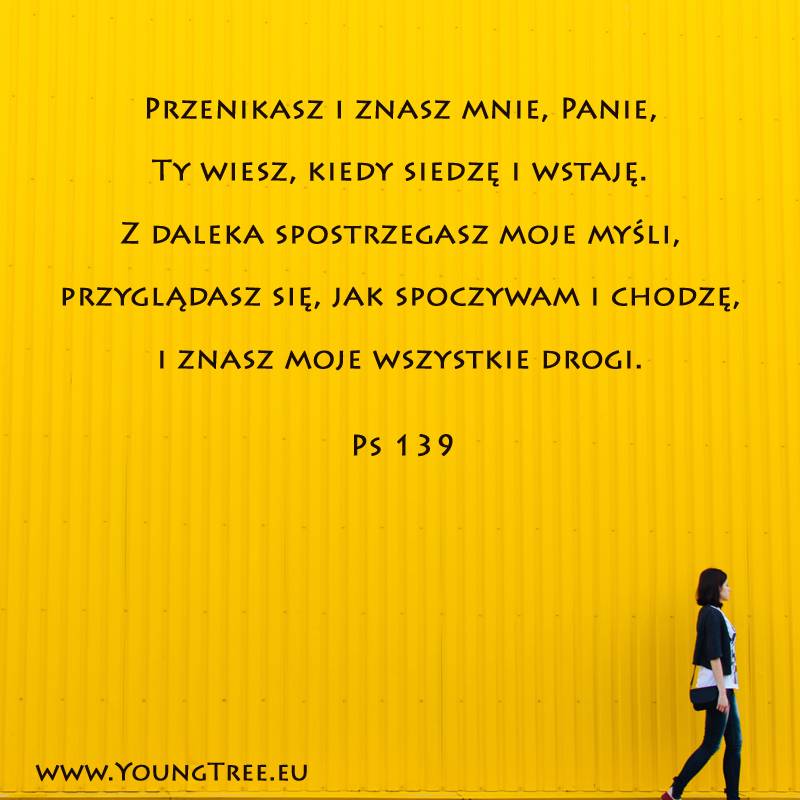 Przenikasz i znasz mnie, Panie,
Ty wiesz, kiedy siedzę i wstaję.
Z daleka spostrzegasz moje myśli,
przyglądasz się, jak spoczywam i chodzę,
i znasz moje wszystkie drogi.
Ps 139
www.YoungTree.eu